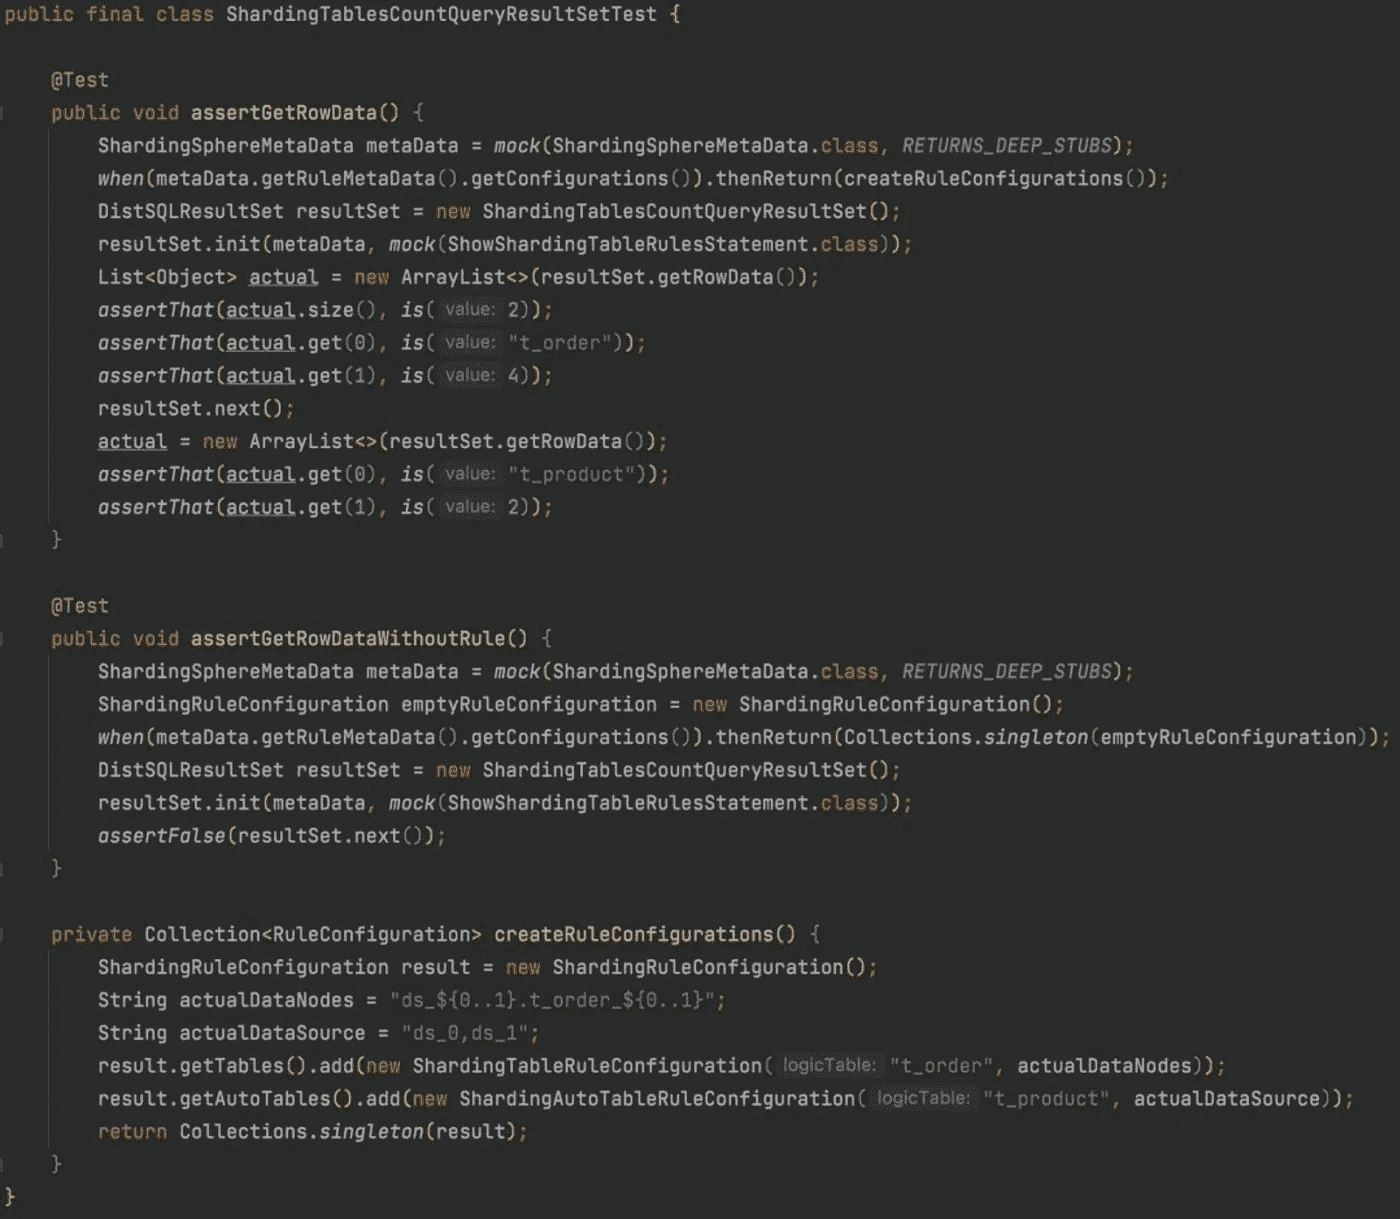 public final class ShardingTablesCountQueryResultSetTest {
@Test
public void assertGetRowData() {
ShardingSphereMetaData metaData = mock(ShardingSphereMetaData.class, RETURNS_DEEP_STUBS);
when(metaData.getRuleMetaData().getConfigurations()).thenReturn(createRuleConfigurations());
DistSQLResultSet resultSet = new ShardingTablesCountQueryResultSet();
resultSet.init(metaData, mock(ShowShardingTableRulesStatement.class));
List<Object> actual = new ArrayList<>(resultSet.getRowData());
assertThat(actual.size(), is( value: 2));
assertThat(actual.get(0), is( value: "t_order"));
assertThat(actual.get(1), is( value: 4));
resultSet.next();
actual = new ArrayList<>(resultSet.getRowData());
assertThat(actual.get(0), is( value: "t_product"));
assertThat(actual.get(1), is( value: 2));
}
@Test
public void assertGetRowDataWithoutRule() {
ShardingSphereMetaData metaData = mock(ShardingSphereMetaData.class, RETURNS_DEEP_STUBS);
ShardingRuleConfiguration emptyRuleConfiguration = new ShardingRuleConfiguration();
when(metaData.getRuleMetaData().getConfigurations()).thenReturn(Collections.singleton(emptyRuleConfiguration));
DistSQLResultSet resultSet = new ShardingTablesCountQueryResultSet();
resultSet.init(metaData, mock(ShowShardingTableRulesStatement.class));
assertFalse(resultSet.next());
}
private Collection<RuleConfiguration> createRuleConfigurations() {
ShardingRuleConfiguration result = new ShardingRuleConfiguration();
String actualDataNodes = "ds_${0..1}.t_order_${0..1}";
String actualDataSource = "ds_0,ds_1";
result.getTables().add(new ShardingTableRuleConfiguration( logicTable: "t_order", actualDataNodes));
result.getAutoTables().add(new ShardingAutoTableRuleConfiguration( logicTable: "t_product", actualDataSource));
return Collections.singleton(result);
}
}